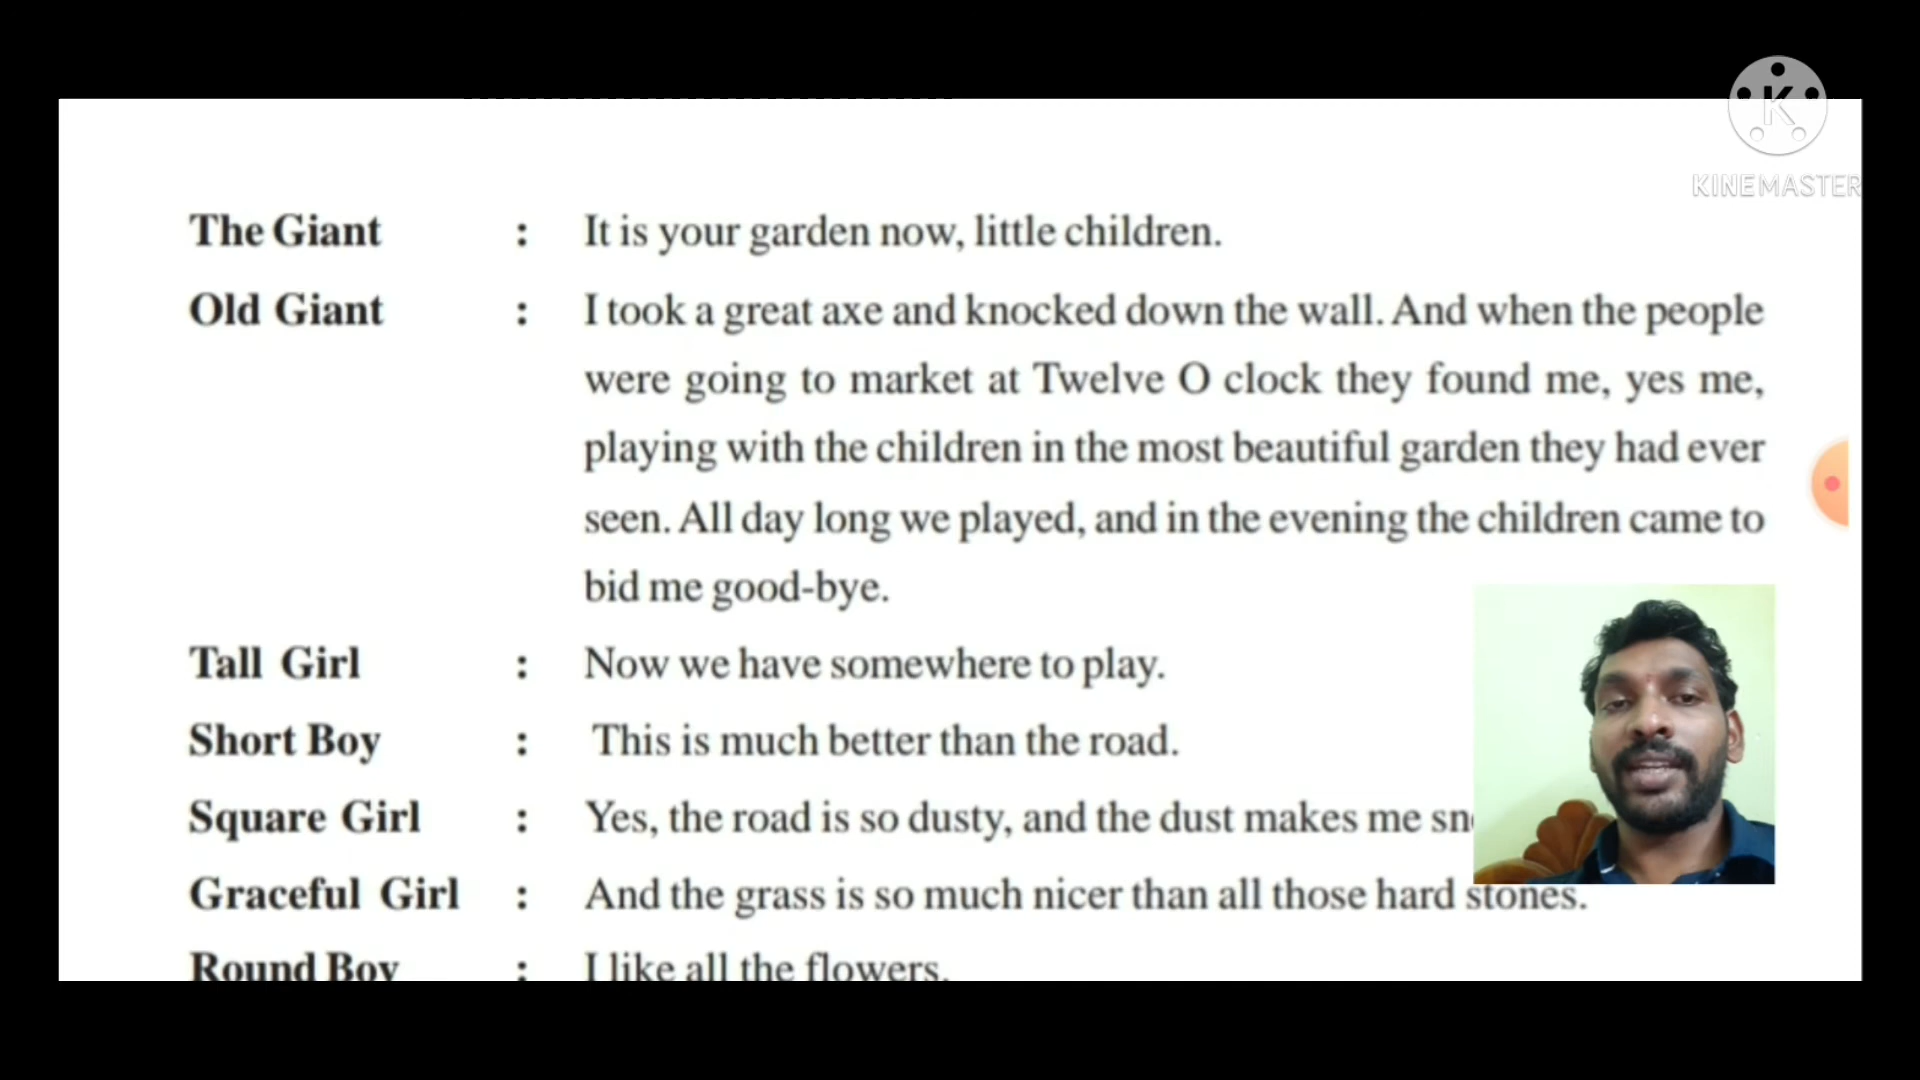 K
KINEMASTER
The Giant : It is your garden now, little children.
Old Giant : I took a great axe and knocked down the wall. And when the people
were going to market at Twelve O clock they found me, yes me,
playing with the children in the most beautiful garden they had ever
seen. All day long we played, and in the evening the children came to
bid me good-bye.
Tall Girl : Now we have somewhere to play.
Short Boy : This is much better than the road.
Square Girl : Yes, the road is so dusty, and the dust makes me
Graceful Girl : And the grass is so much nicer than all those hard stones.
Round Boy : I like all the flowers.